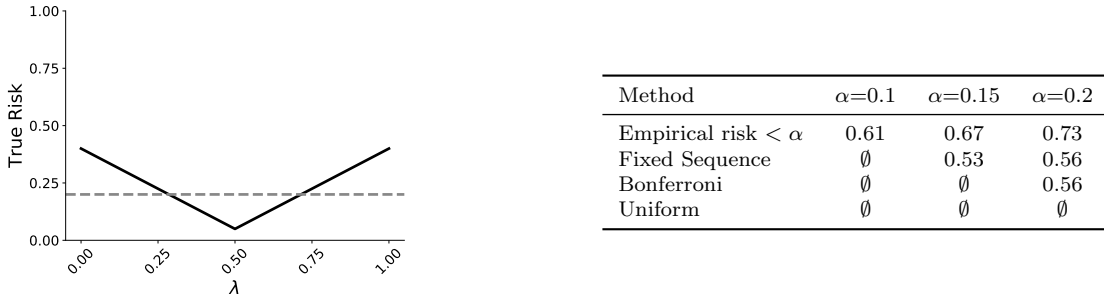 1.00
0.75
0.50
0.25
0.00
True Risk
0.00 0.25 0.50 0.75 1.00
λ
Method α=0.1 α=0.15 α=0.2
Empirical risk < α 0.61 0.67 0.73
Fixed Sequence ∅ 0.53 0.56
Bonferroni ∅ ∅ 0.56
Uniform ∅ ∅ ∅